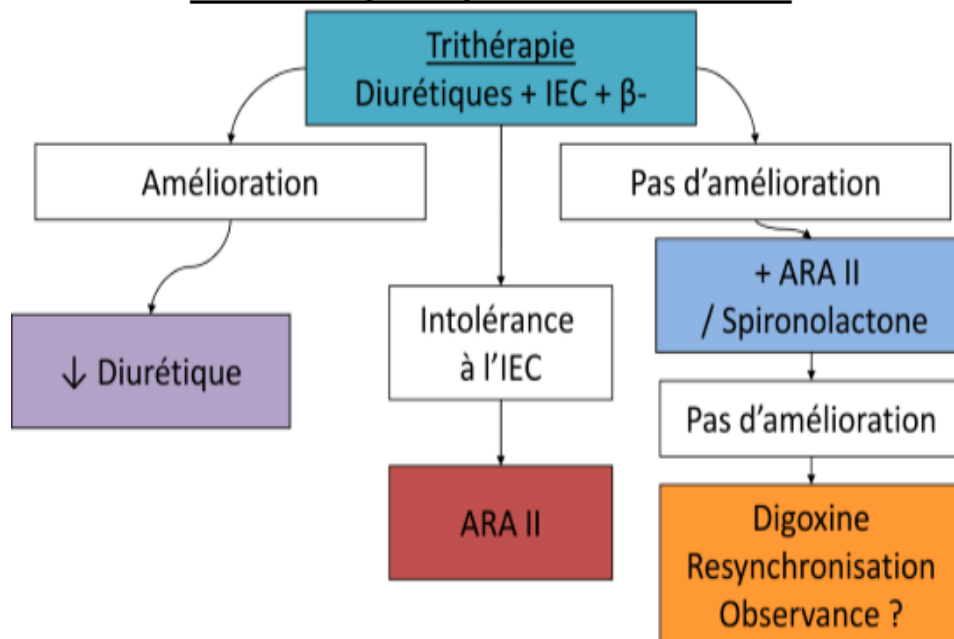 Trithérapie
Diurétiques + IEC + β-
Amélioration
Pas d'amélioration
+ ARA II
/ Spironolactone
Intolérance
à l'IEC
↓ Diurétique
Pas d'amélioration
ARA II
Digoxine
Resynchronisation
Observance ?